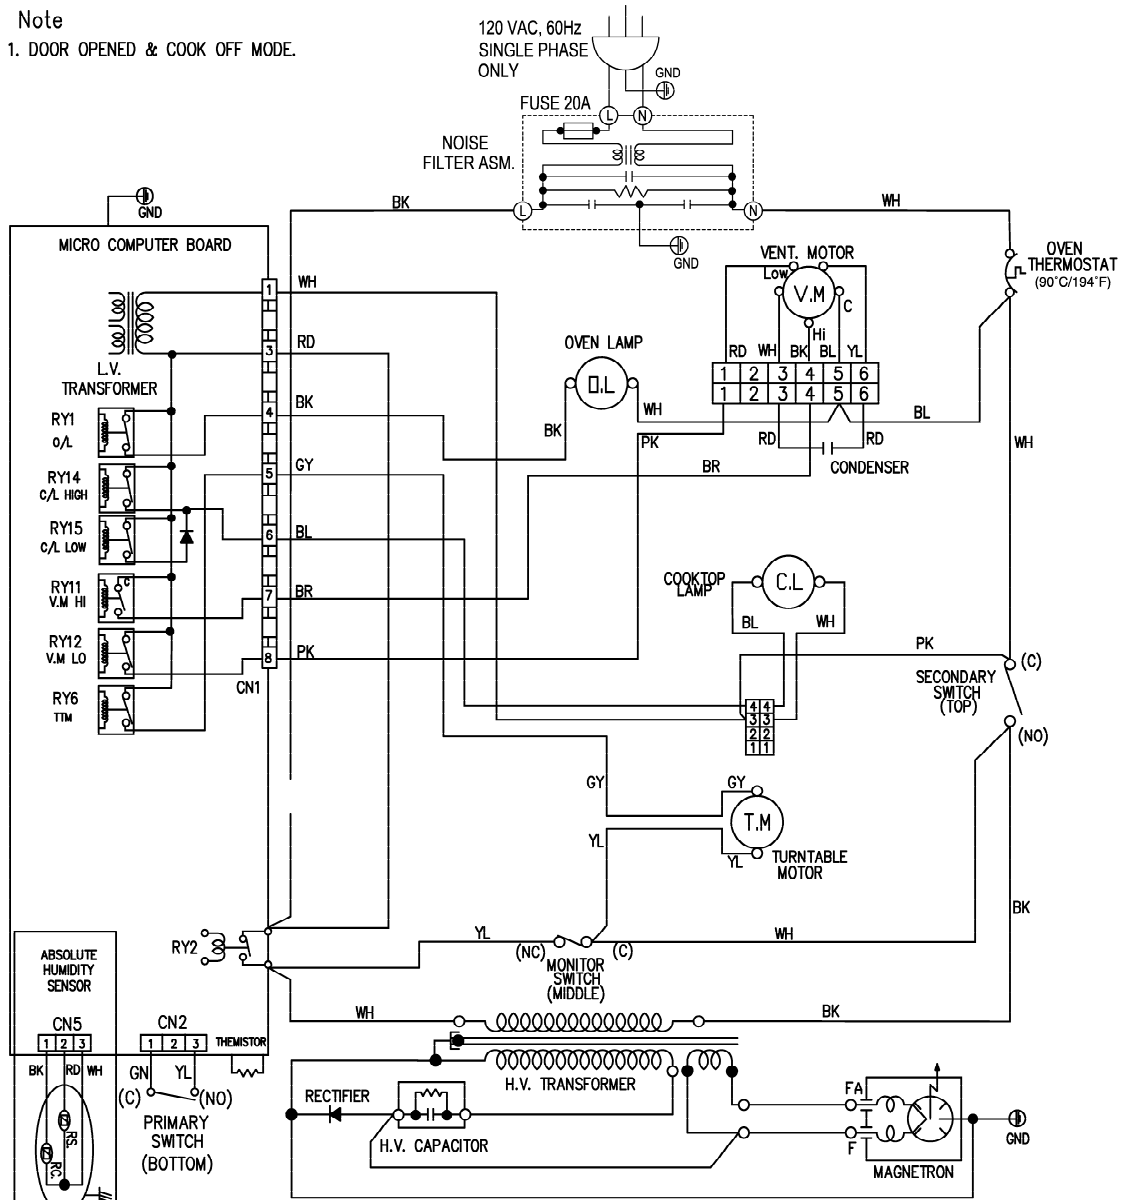 Note
1. DOOR OPENED & COOK OFF MODE.
120 VAC, 60Hz
SINGLE PHASE
ONLY
GND
FUSE 20A
L
N
NOISE
FILTER ASM.
BK
L
N
WH
GND
GND
MICRO COMPUTER BOARD
OVEN
THERMOSTAT
(90°C/194°F)
VENT. MOTOR
Low
V.M
C
Hi
RD
WH
BK
BL
YL
1 2 3 4 5 6
1 2 3 4 5 6
1
WH
3
RD
L.V.
TRANSFORMER
OVEN LAMP
O.L
WH
BK
PK
RD
RD
BL
WH
CONDENSER
BR
RY1
O/L
4
BK
RY14
C/L HIGH
5
GY
RY15
C/L LOW
6
BL
RY11
V.M HI
C
7
BR
RY12
V.M LO
8
PK
CN1
RY6
TTM
COOKTOP
LAMP
C.L
BL
WH
PK
(C)
SECONDARY
SWITCH
(TOP)
(NO)
4 4
3 3
2 2
1 1
GY
GY
T.M
YL
YL
TURNTABLE
MOTOR
BK
RY2
YL
(NC)
(C)
WH
MONITOR
SWITCH
(MIDDLE)
ABSOLUTE
HUMIDITY
SENSOR
WH
BK
CN5
1 2 3
CN2
1 2 3
THEMISTOR
BK
RD
WH
GN
YL
(C)
(NO)
PRIMARY
SWITCH
(BOTTOM)
RS.
RC.
H.V. TRANSFORMER
RECTIFIER
H.V. CAPACITOR
FA
F
MAGNETRON
GND